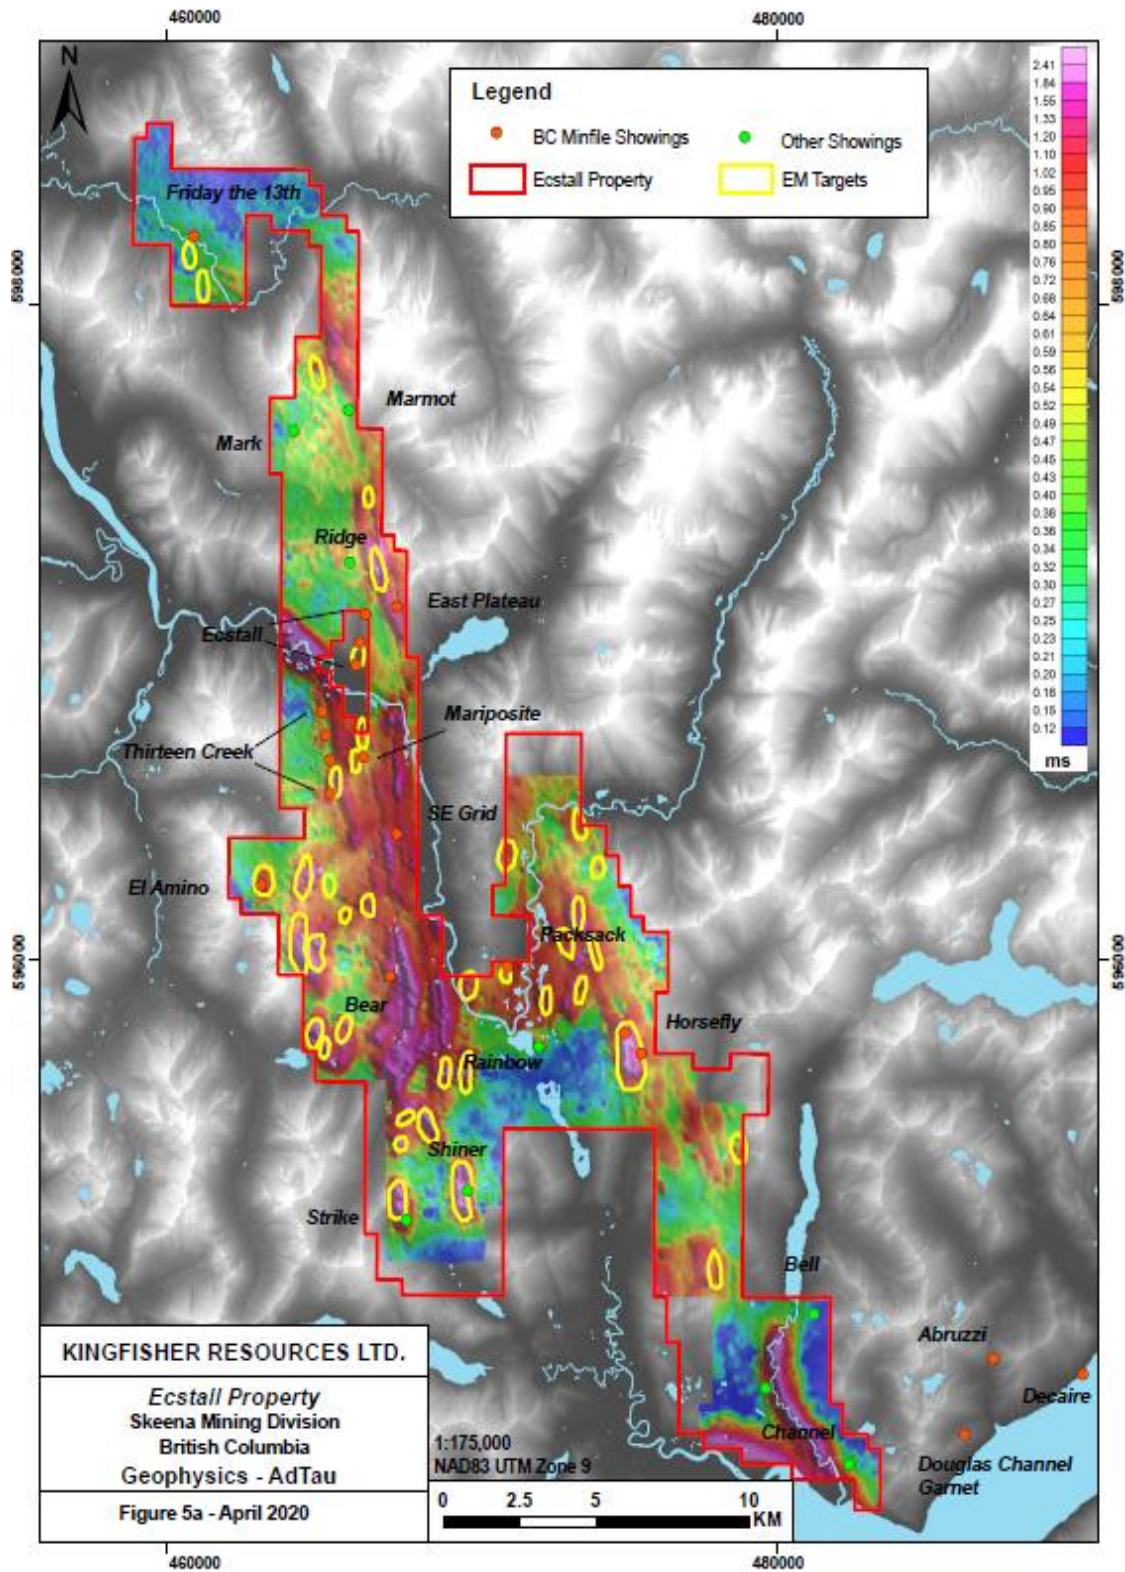 460000
480000
N
Legend
BC Minfile Showings
Other Showings
Ecstall Property
EM Targets
2.41
1.84
1.55
1.33
1.20
1.10
1.02
0.95
0.90
0.85
0.80
0.76
0.72
0.68
0.64
0.61
0.59
0.56
0.54
0.52
0.49
0.47
0.45
0.43
0.40
0.38
0.36
0.34
0.32
0.30
0.27
0.25
0.23
0.21
0.20
0.18
0.15
0.12
ms
Friday the 13th
598000
598000
Marmot
Mark
Ridge
East Plateau
Ecstall
Mariposite
Thirteen Creek
SE Grid
El Amino
Packsack
596000
596000
Bear
Horsefly
Rainbow
Shiner
Strike
Bell
Abruzzi
Decaire
Channel
Douglas Channel
Garnet
KINGFISHER RESOURCES LTD.
Ecstall Property
Skeena Mining Division
British Columbia
Geophysics - AdTau
Figure 5a - April 2020
1:175,000
NAD83 UTM Zone 9
0 2.5 5 10
KM
460000
480000